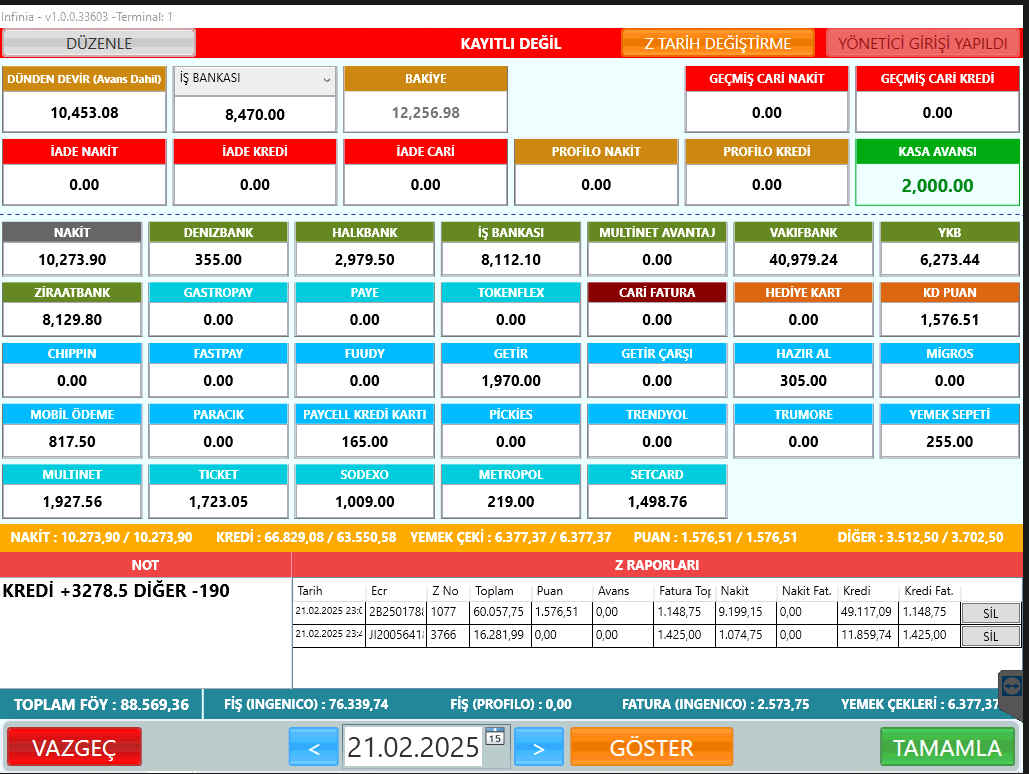 Infinia - v1.0.0.33603 -Terminal: 1
DÜZENLE KAYITLI DEĞİL Z TARİH DEĞİŞTİRME YÖNETİCİ GİRİŞİ YAPILDI
DÜNDEN DEVİR (Avans Dahil) İŞ BANKASI BAKİYE GEÇMİŞ CARİ NAKİT GEÇMİŞ CARİ KREDİ
10,453.08 8,470.00 12,256.98 0.00 0.00
İADE NAKİT İADE KREDİ İADE CARİ PROFİLO NAKİT PROFİLO KREDİ KASA AVANSI
0.00 0.00 0.00 0.00 0.00 2,000.00
NAKİT DENIZBANK HALKBANK İŞ BANKASI MULTİNET AVANTAJ VAKIFBANK YKB
10,273.90 355.00 2,979.50 8,112.10 0.00 40,979.24 6,273.44
ZİRAATBANK GASTROPAY PAYE TOKENFLEX CARİ FATURA HEDİYE KART KD PUAN
8,129.80 0.00 0.00 0.00 0.00 0.00 1,576.51
CHIPPIN FASTPAY FUUDY GETİR GETİR ÇARŞI HAZIR AL MİGROS
0.00 0.00 0.00 1,970.00 0.00 305.00 0.00
MOBİL ÖDEME PARACIK PAYCELL KREDİ KARTI PİCKİES TRENDYOL TRUMORE YEMEK SEPETİ
817.50 0.00 165.00 0.00 0.00 0.00 255.00
MULTINET TICKET SODEXO METROPOL SETCARD
1,927.56 1,723.05 1,009.00 219.00 1,498.76
NAKİT : 10.273,90 / 10.273,90 KREDİ : 66.829,08 / 63.550,58 YEMEK ÇEKİ : 6.377,37 / 6.377,37 PUAN : 1.576,51 / 1.576,51 DİĞER : 3.512,50 / 3.702,50
NOT Z RAPORLARI
KREDİ +3278.5 DİĞER -190
Tarih Ecr Z No Toplam Puan Avans Fatura Top Nakit Nakit Fat. Kredi Kredi Fat.
21.02.2025 23:0 2B250178 1077 60.057,75 1.576,51 0,00 1.148,75 9.199,15 0,00 49.117,09 1.148,75 SİL
21.02.2025 23:4 JI2005641 3766 16.281,99 0,00 0,00 1.425,00 1.074,75 0,00 11.859,74 1.425,00 SİL
TOPLAM FÖY : 88.569,36 FİŞ (INGENICO) : 76.339,74 FİŞ (PROFILO) : 0,00 FATURA (INGENICO) : 2.573,75 YEMEK ÇEKLERİ : 6.377,37
VAZGEÇ < 21.02.2025 15 > GÖSTER TAMAMLA